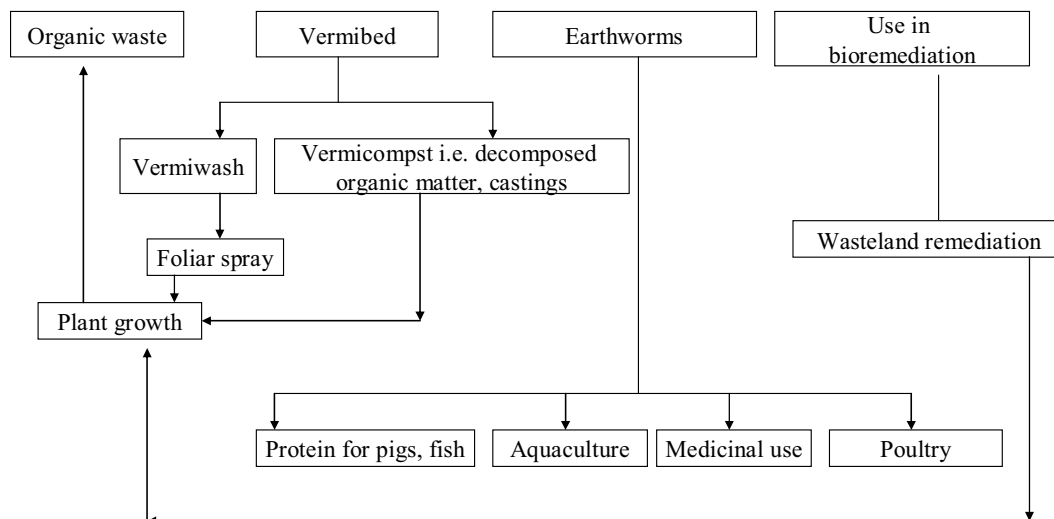 Organic waste
Vermibed
Earthworms
Use in
bioremediation
Vermiwash
Vermicompst i.e. decomposed
organic matter, castings
Foliar spray
Wasteland remediation
Plant growth
Protein for pigs, fish
Aquaculture
Medicinal use
Poultry